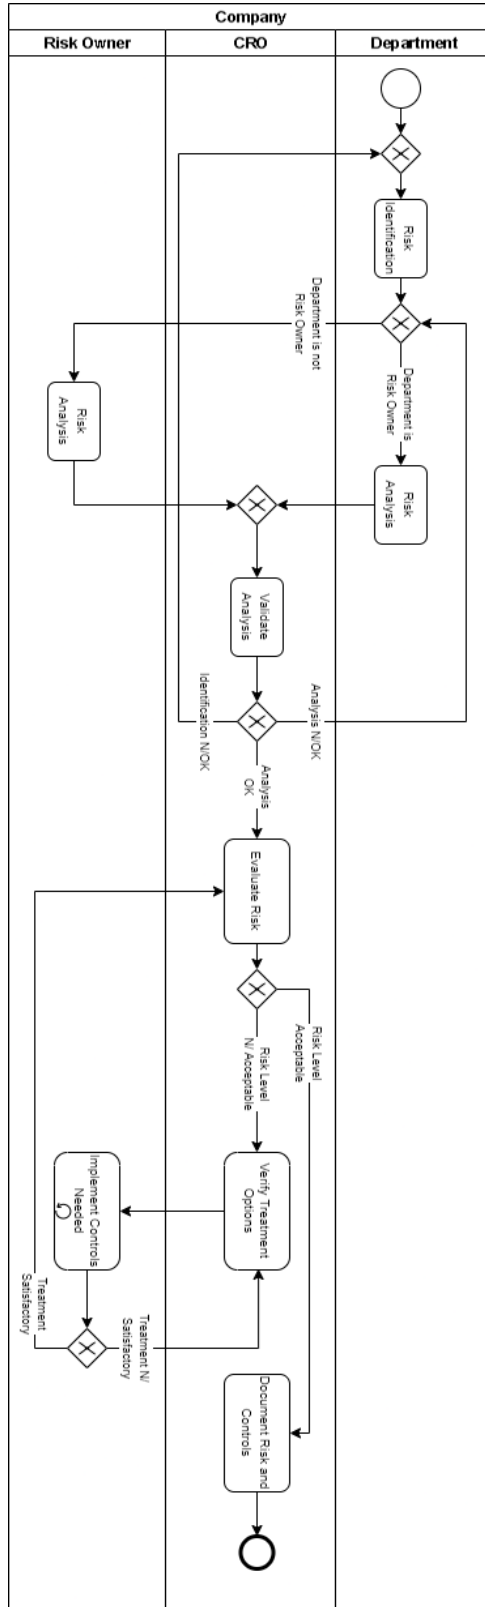 Company
Risk Owner
CRO
Department
Risk
Identification
Department is not
Risk Owner
Department is
Risk Owner
Risk
Analysis
Risk
Analysis
Validate
Analysis
Identification N/OK
Analysis N/OK
Analysis
OK
Evaluate Risk
Risk Level
Acceptable
Risk Level
N/ Acceptable
Implement Controls
Needed
Verify Treatment
Options
Treatment
Satisfactory
Treatment N/
Satisfactory
Document Risk and
Controls